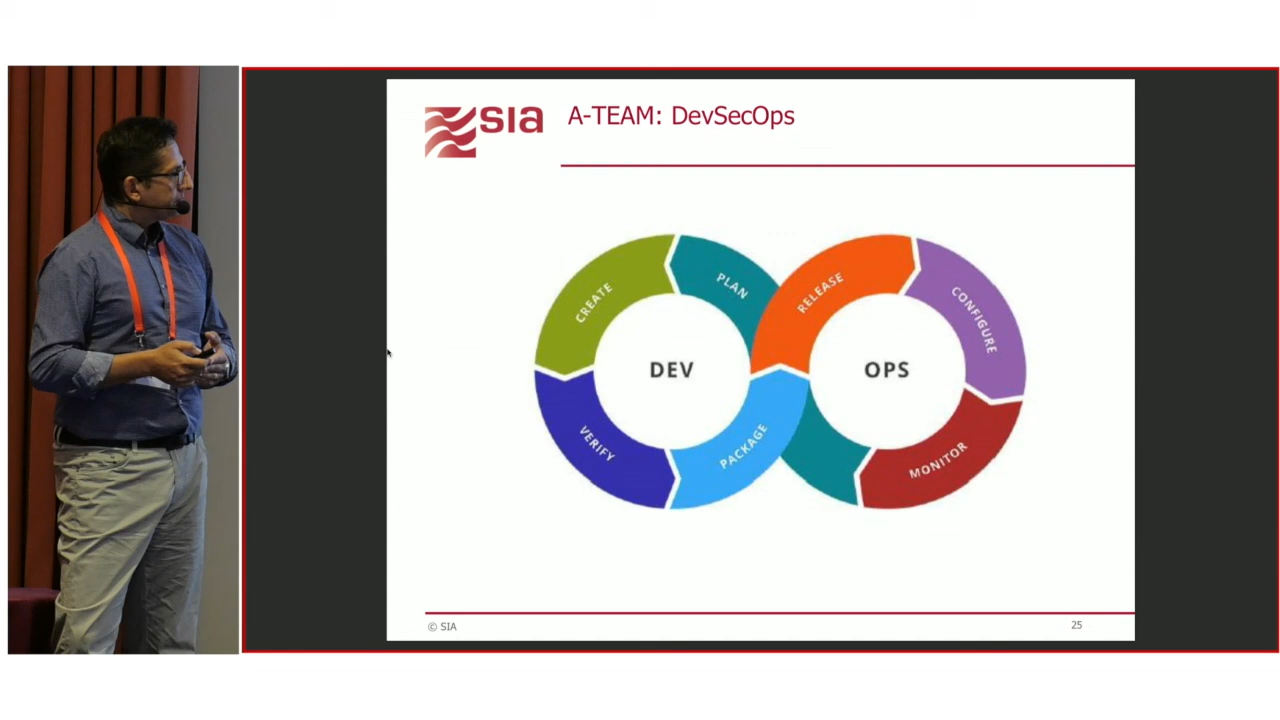 sia
A-TEAM: DevSecOps
CREATE
PLAN
RELEASE
CONFIGURE
DEV
OPS
VERIFY
PACKAGE
MONITOR
© SIA
25